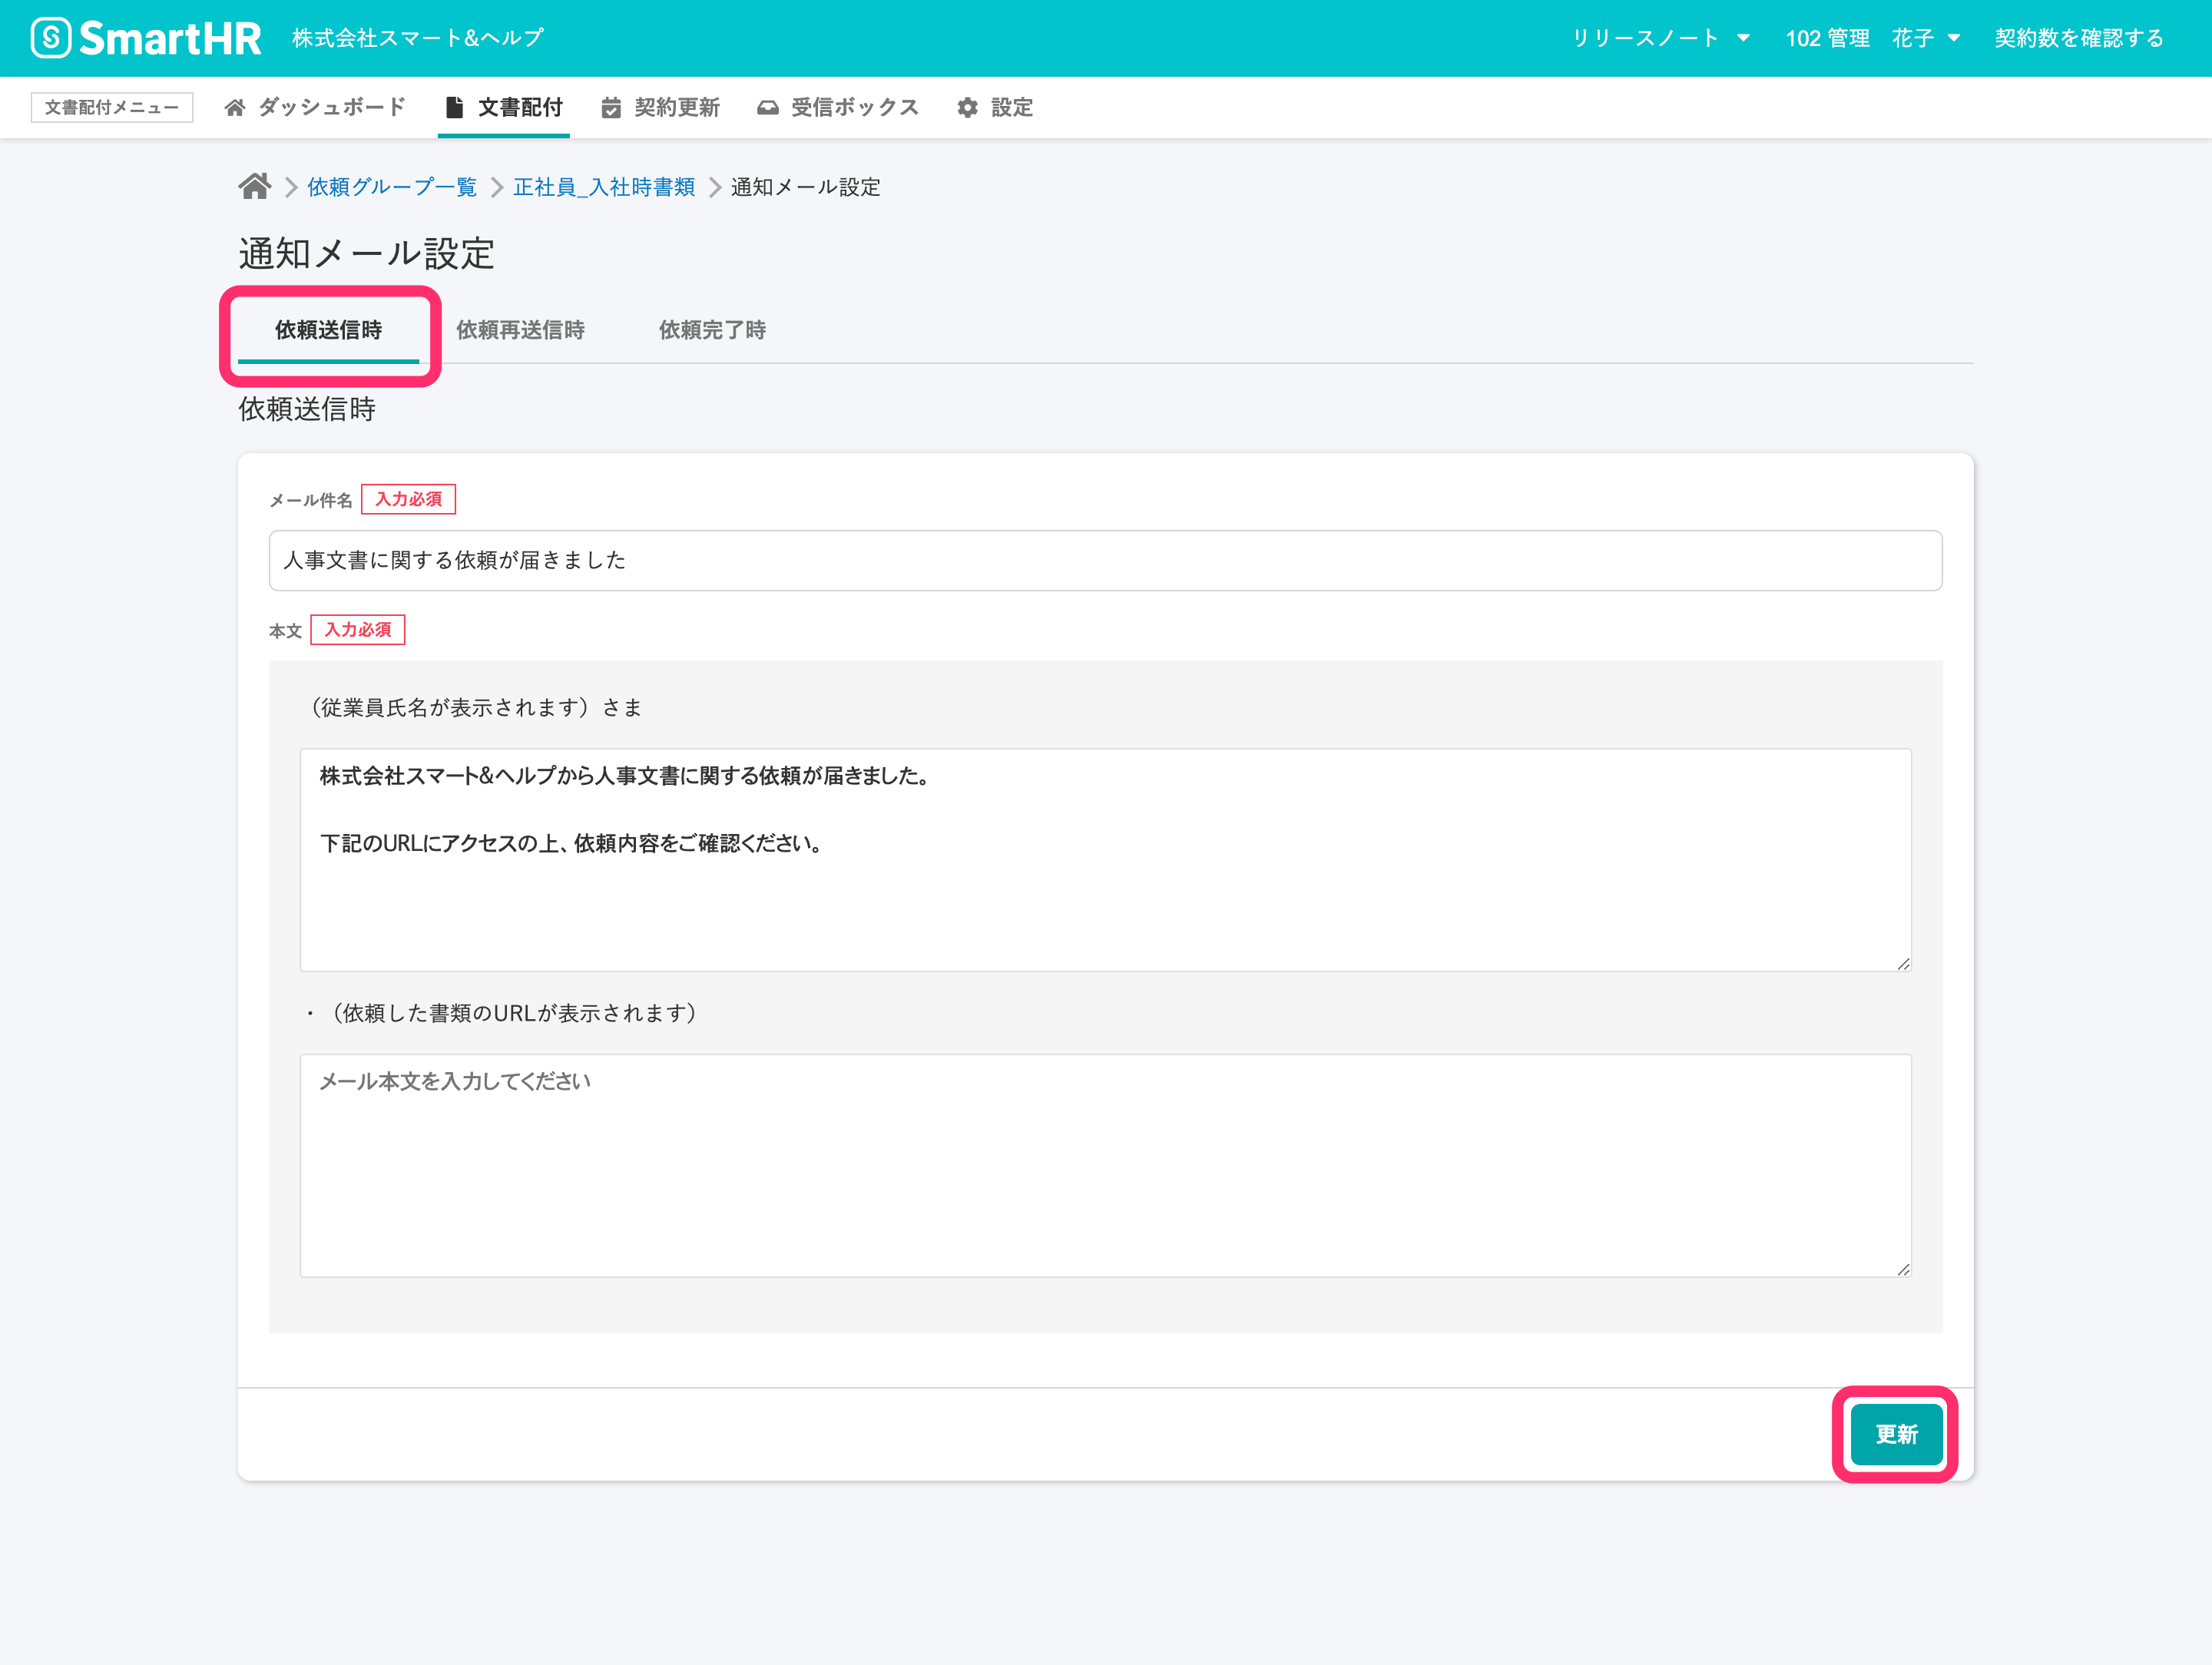 SmartHR 株式会社スマート&ヘルプ リリースノート 102 管理 花子 契約数を確認する
文書配付メニュー ダッシュボード 文書配付 契約更新 受信ボックス 設定
依頼グループ一覧 正社員_入社時書類 通知メール設定
通知メール設定
依頼送信時 依頼再送信時 依頼完了時
依頼送信時
メール件名 入力必須
人事文書に関する依頼が届きました
本文 入力必須
（従業員氏名が表示されます）さま
株式会社スマート&ヘルプから人事文書に関する依頼が届きました。
下記のURLにアクセスの上、依頼内容をご確認ください。
・（依頼した書類のURLが表示されます）
メール本文を入力してください
更新